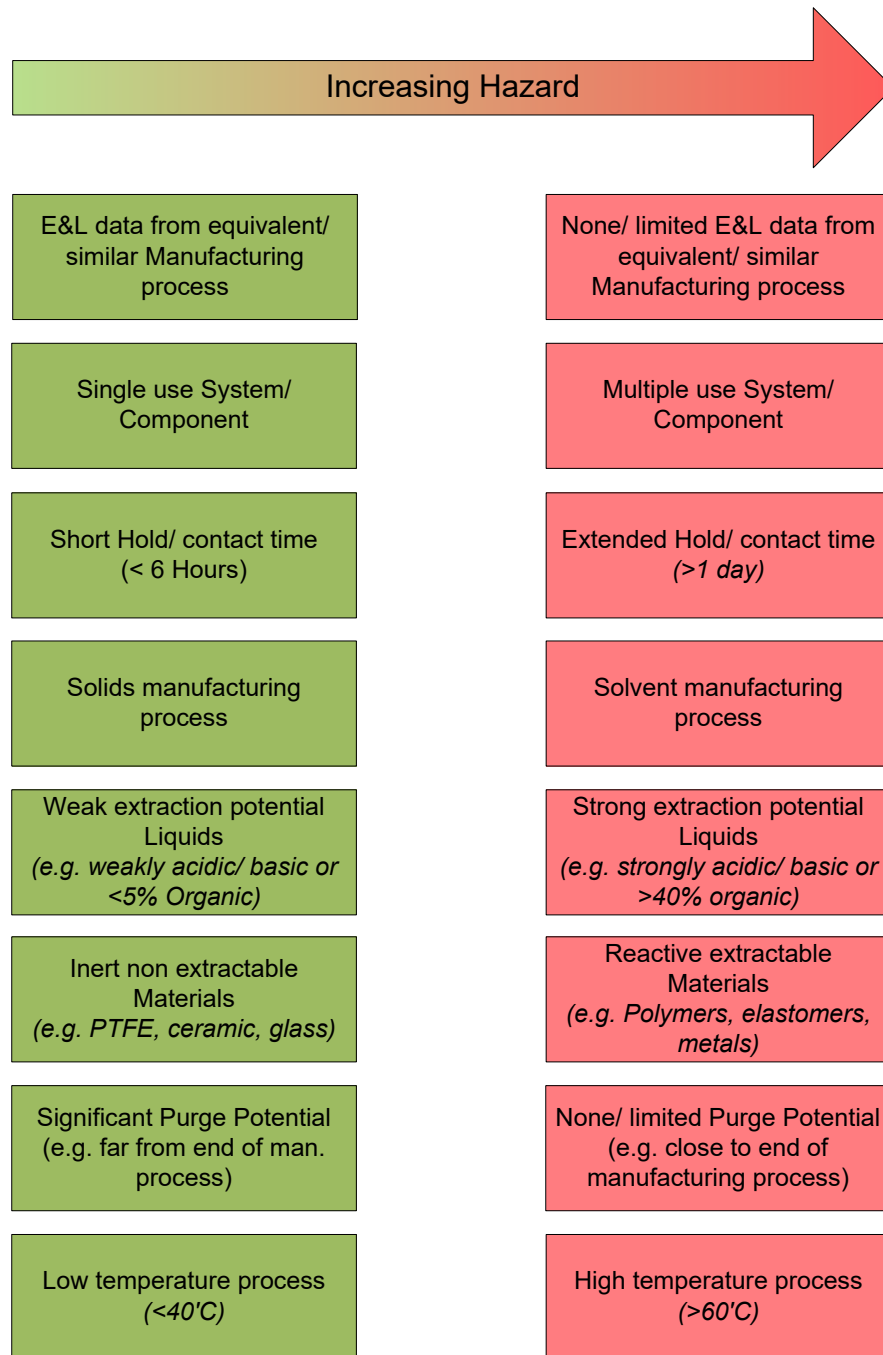 Increasing Hazard
E&L data from equivalent/
similar Manufacturing
process
None/ limited E&L data from
equivalent/ similar
Manufacturing process
Single use System/
Component
Multiple use System/
Component
Short Hold/ contact time
(< 6 Hours)
Extended Hold/ contact time
(>1 day)
Solids manufacturing
process
Solvent manufacturing
process
Weak extraction potential
Liquids
(e.g. weakly acidic/ basic or
<5% Organic)
Strong extraction potential
Liquids
(e.g. strongly acidic/ basic or
>40% organic)
Inert non extractable
Materials
(e.g. PTFE, ceramic, glass)
Reactive extractable
Materials
(e.g. Polymers, elastomers,
metals)
Significant Purge Potential
(e.g. far from end of man.
process)
None/ limited Purge Potential
(e.g. close to end of
manufacturing process)
Low temperature process
(<40'C)
High temperature process
(>60'C)